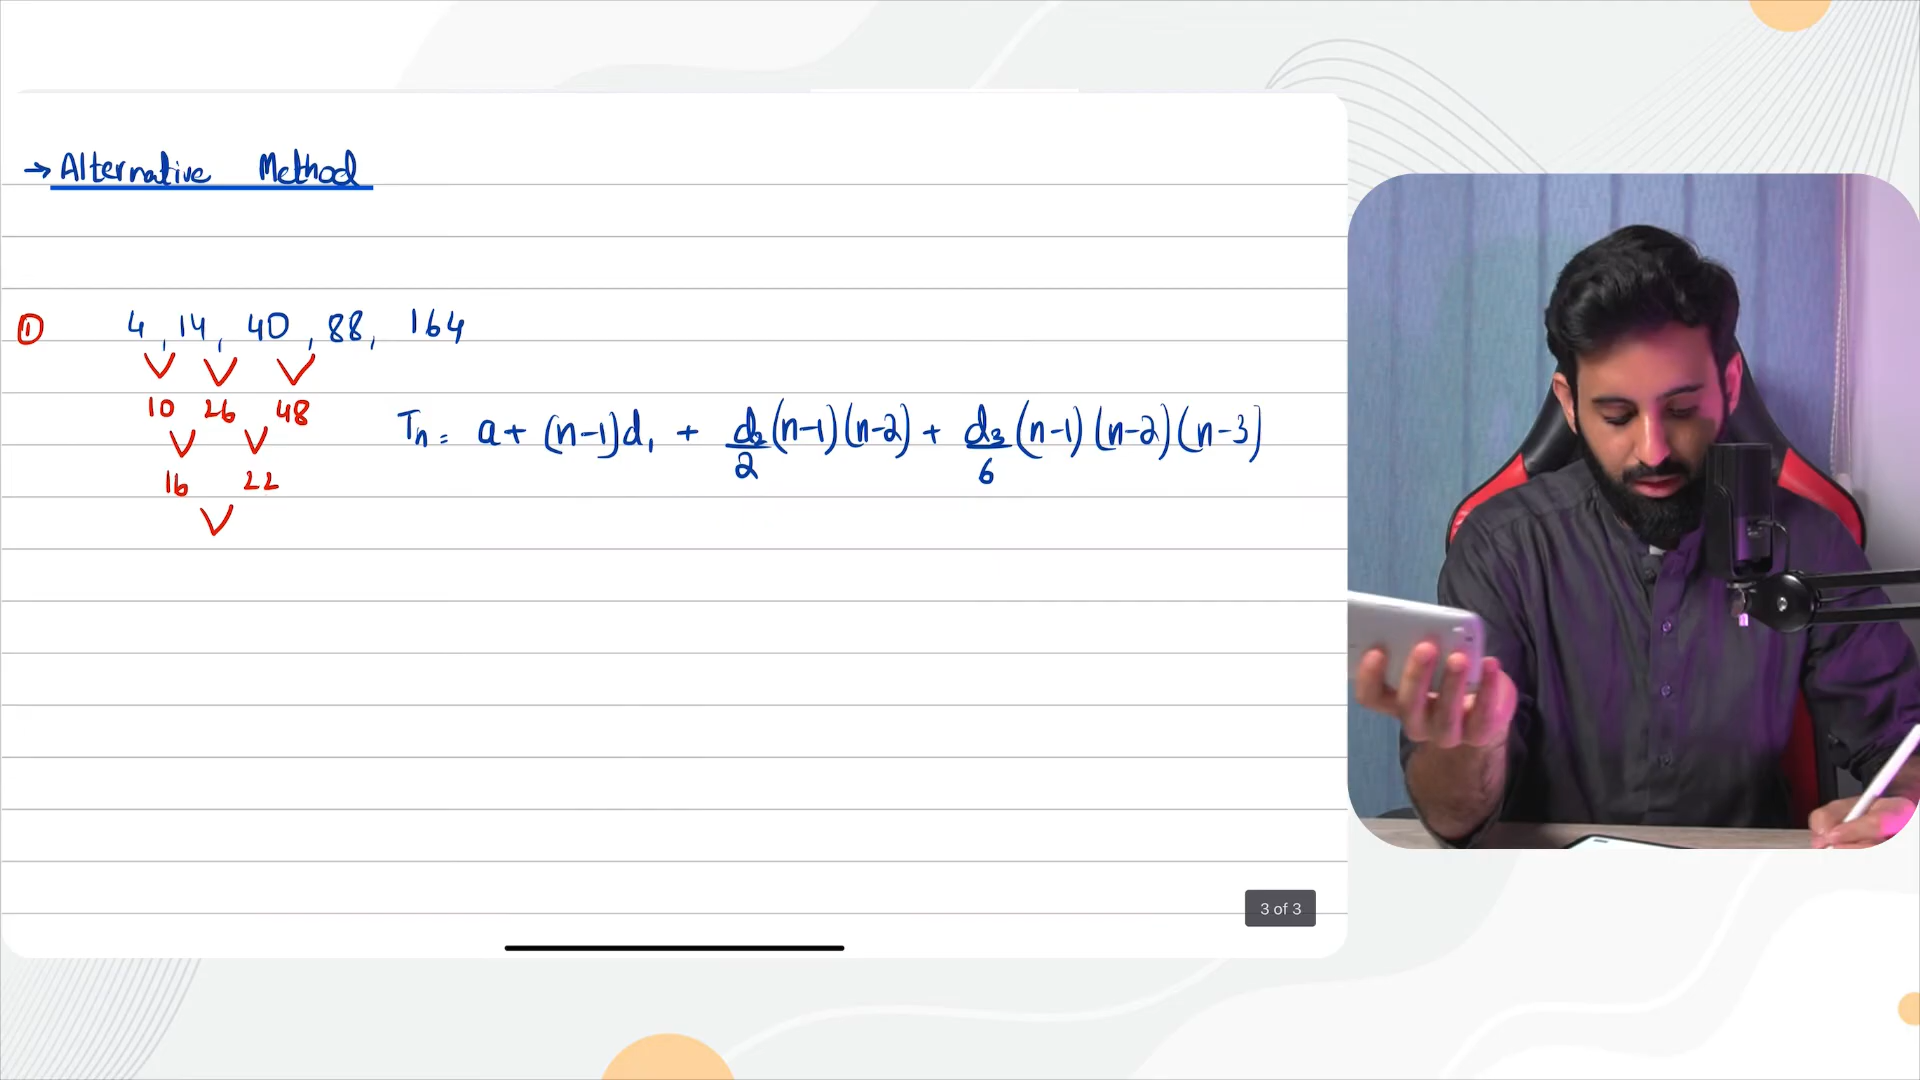 → Alternative Method
① 4, 14, 40, 88, 164
10 26 48
Tn = a + (n-1)d₁ + d₂/2 (n-1)(n-2) + d₃/6 (n-1)(n-2)(n-3)
16 22
3 of 3